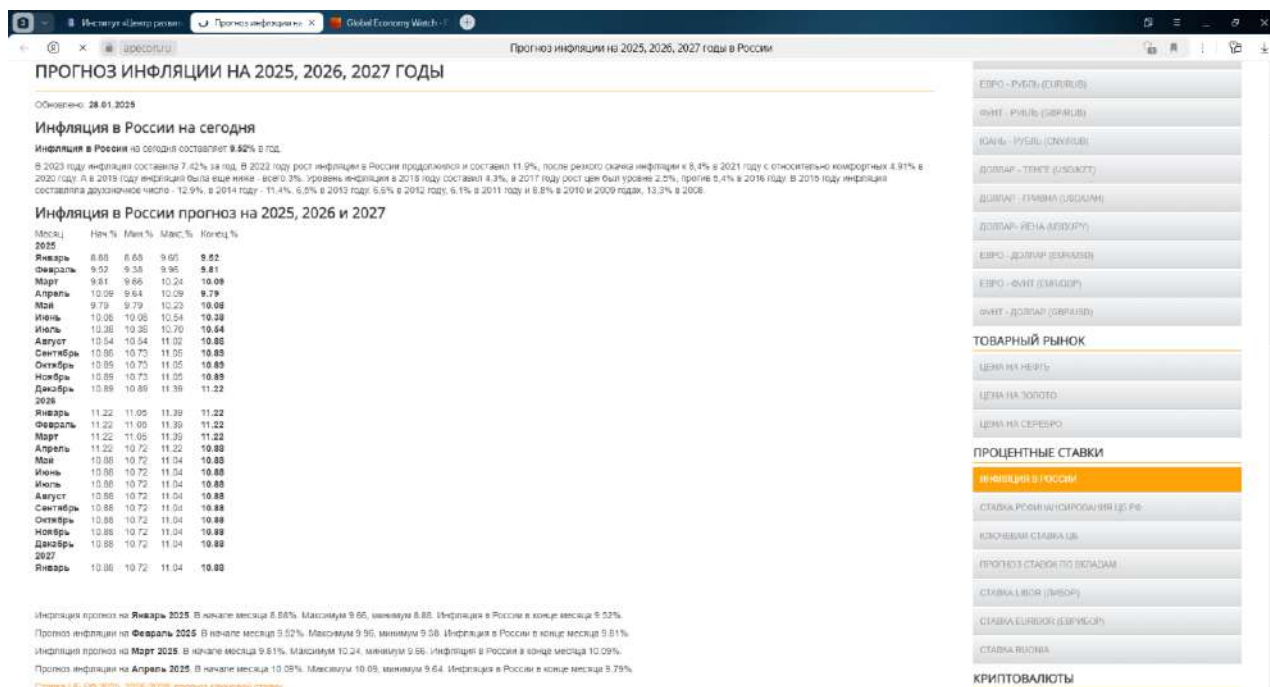 Институт «Центр развит
Прогноз инфляции на
Global Economy Watch - 
apecon.ru
Прогноз инфляции на 2025, 2026, 2027 годы в России
ПРОГНОЗ ИНФЛЯЦИИ НА 2025, 2026, 2027 ГОДЫ
Обновлено: 28.01.2025
Инфляция в России на сегодня
Инфляция в России на сегодня составляет 9.52% в год.
В 2023 году инфляция составила 7.42% за год. В 2022 году рост инфляции в России продолжился и составил 11.9%, после резкого скачка инфляции к 8,4% в 2021 году с относительно комфортных 4.91% в
2020 году. А в 2019 году инфляция была еще ниже - всего 3%. Уровень инфляции в 2018 году составил 4.3%, в 2017 году рост цен был уровне 2.5%, против 5,4% в 2016 году. В 2015 году инфляция
составляла двузначное число - 12.9%, в 2014 году - 11.4%, 6,5% в 2013 году, 6.6% в 2012 году, 6.1% в 2011 году и 8.8% в 2010 и 2009 годах, 13,3% в 2008.
Инфляция в России прогноз на 2025, 2026 и 2027
Месяц Нач.% Мин.% Макс.% Конец.%
2025
Январь 8.88 8.88 9.66 9.52
Февраль 9.52 9.38 9.96 9.81
Март 9.81 9.66 10.24 10.09
Апрель 10.09 9.64 10.09 9.79
Май 9.79 9.79 10.23 10.08
Июнь 10.08 10.08 10.54 10.38
Июль 10.38 10.38 10.70 10.54
Август 10.54 10.54 11.02 10.86
Сентябрь 10.86 10.73 11.05 10.89
Октябрь 10.89 10.73 11.05 10.89
Ноябрь 10.89 10.73 11.05 10.89
Декабрь 10.89 10.89 11.39 11.22
2026
Январь 11.22 11.05 11.39 11.22
Февраль 11.22 11.05 11.39 11.22
Март 11.22 11.05 11.39 11.22
Апрель 11.22 10.72 11.22 10.88
Май 10.88 10.72 11.04 10.88
Июнь 10.88 10.72 11.04 10.88
Июль 10.88 10.72 11.04 10.88
Август 10.88 10.72 11.04 10.88
Сентябрь 10.88 10.72 11.04 10.88
Октябрь 10.88 10.72 11.04 10.88
Ноябрь 10.88 10.72 11.04 10.88
Декабрь 10.88 10.72 11.04 10.88
2027
Январь 10.88 10.72 11.04 10.88
Инфляция прогноз на Январь 2025. В начале месяца 8.88%. Максимум 9.66, минимум 8.88. Инфляция в России в конце месяца 9.52%.
Прогноз инфляции на Февраль 2025. В начале месяца 9.52%. Максимум 9.96, минимум 9.38. Инфляция в России в конце месяца 9.81%.
Инфляция прогноз на Март 2025. В начале месяца 9.81%. Максимум 10.24, минимум 9.66. Инфляция в России в конце месяца 10.09%.
Прогноз инфляции на Апрель 2025. В начале месяца 10.09%. Максимум 10.09, минимум 9.64. Инфляция в России в конце месяца 9.79%.
ЕВРО - РУБЛЬ (EUR/RUB)
ФУНТ - РУБЛЬ (GBP/RUB)
ЮАНЬ - РУБЛЬ (CNY/RUB)
ДОЛЛАР - ТЕНГЕ (USD/KZT)
ДОЛЛАР - ГРИВНА (USD/UAH)
ДОЛЛАР - ЙЕНА (USD/JPY)
ЕВРО - ДОЛЛАР (EUR/USD)
ЕВРО - ФУНТ (EUR/GBP)
ФУНТ - ДОЛЛАР (GBP/USD)
ТОВАРНЫЙ РЫНОК
ЦЕНА НА НЕФТЬ
ЦЕНА НА ЗОЛОТО
ЦЕНА НА СЕРЕБРО
ПРОЦЕНТНЫЕ СТАВКИ
ИНФЛЯЦИЯ В РОССИИ
СТАВКА РЕФИНАНСИРОВАНИЯ ЦБ РФ
КЛЮЧЕВАЯ СТАВКА ЦБ
ПРОГНОЗ СТАВОК ПО ВКЛАДАМ
СТАВКА LIBOR (ЛИБОР)
СТАВКА EURIBOR (ЕВРИБОР)
СТАВКА RUONIA
КРИПТОВАЛЮТЫ